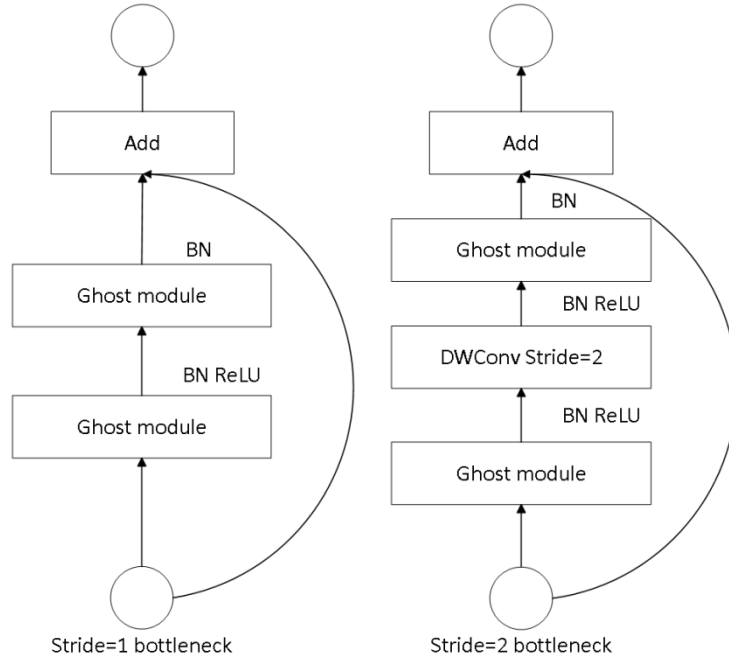 Add
BN
Ghost module
BN ReLU
Ghost module
Stride=1 bottleneck
Add
BN
Ghost module
BN ReLU
DWConv Stride=2
BN ReLU
Ghost module
Stride=2 bottleneck